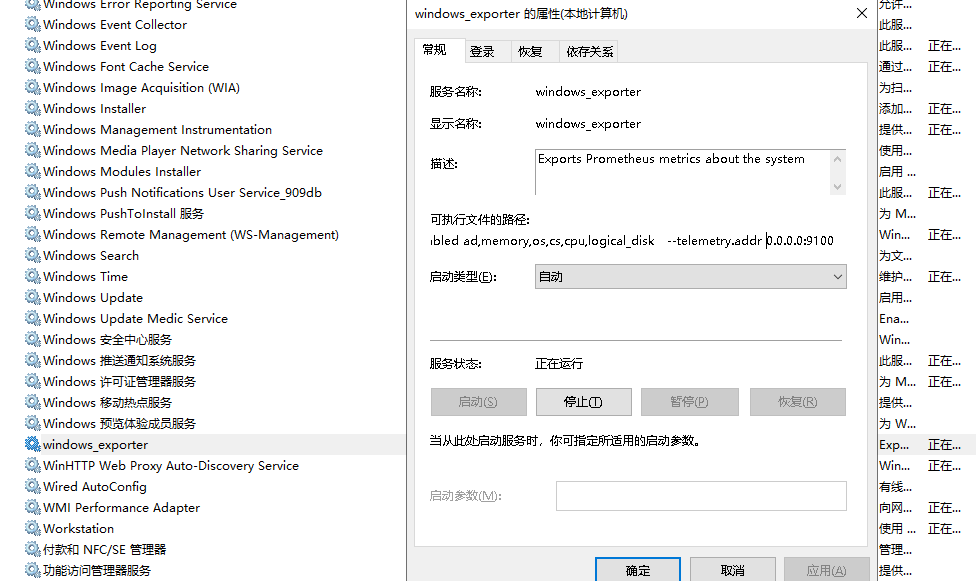 Windows Error Reporting Service
Windows Event Collector
Windows Event Log
Windows Font Cache Service
Windows Image Acquisition (WIA)
Windows Installer
Windows Management Instrumentation
Windows Media Player Network Sharing Service
Windows Modules Installer
Windows Push Notifications User Service_909db
Windows PushToInstall 服务
Windows Remote Management (WS-Management)
Windows Search
Windows Time
Windows Update
Windows Update Medic Service
Windows 安全中心服务
Windows 推送通知系统服务
Windows 许可证管理器服务
Windows 移动热点服务
Windows 预览体验成员服务
windows_exporter
WinHTTP Web Proxy Auto-Discovery Service
Wired AutoConfig
WMI Performance Adapter
Workstation
付款和 NFC/SE 管理器
功能访问管理器服务
windows_exporter 的属性(本地计算机)
常规 登录 恢复 依存关系
服务名称: windows_exporter
显示名称: windows_exporter
描述: Exports Prometheus metrics about the system
可执行文件的路径:
bled ad,memory,os,cs,cpu,logical_disk --telemetry.addr 0.0.0.0:9100
启动类型(E): 自动
服务状态: 正在运行
启动(S) 停止(T) 暂停(P) 恢复(R)
当从此处启动服务时，你可指定所适用的启动参数。
启动参数(M):
确定 取消 应用(A)
允许...
此服...
此服... 正在...
通过... 正在...
为扫...
添加... 正在...
提供... 正在...
使用...
启用 ...
此服... 正在...
为 M...
Win... 正在...
为文...
维护... 正在...
启用...
Ena...
Win...
此服... 正在...
为 M... 正在...
提供...
为 W...
Exp... 正在...
Win... 正在...
有线...
向网... 正在...
使用 ... 正在...
管理...
提供...